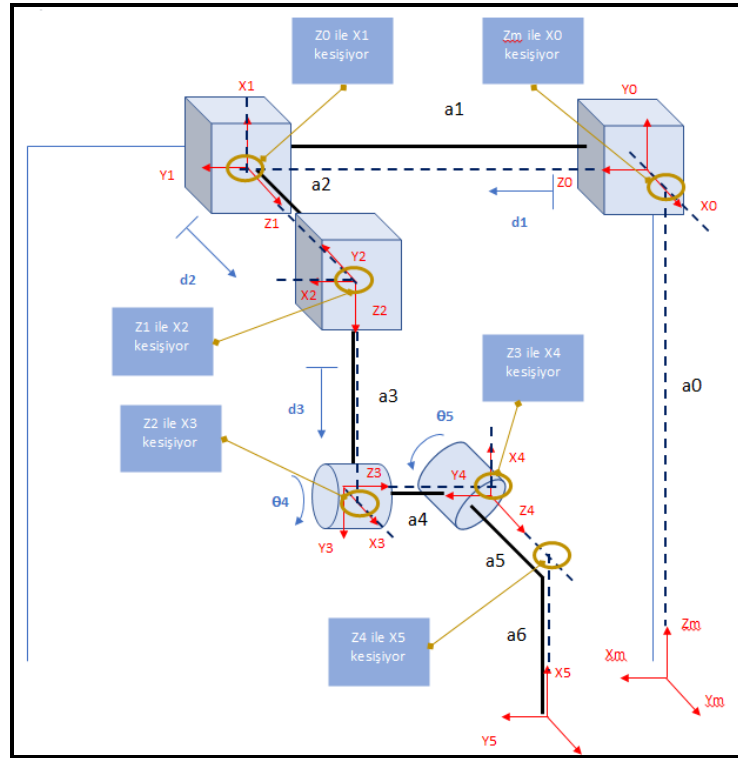 Z0 ile X1
kesişiyor
Zm ile X0
kesişiyor
X1
a1
Y0
Y1
a2
Z1
Z0
X0
d1
d2
Y2
X2
Z2
Z1 ile X2
kesişiyor
Z3 ile X4
kesişiyor
a3
a0
d3
Z2 ile X3
kesişiyor
Θ5
X4
Z3
Y4
Θ4
a4
Z4
Y3
X3
a5
Z4 ile X5
kesişiyor
a6
Zm
X5
Xm
Ym
Y5